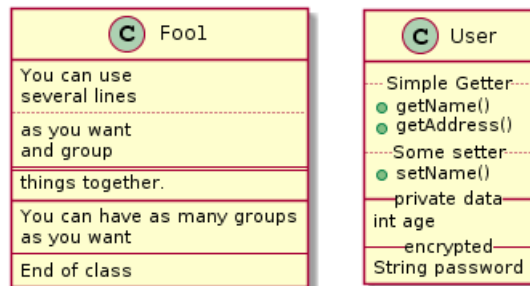 C Foo1
You can use
several lines
as you want
and group
things together.
You can have as many groups
as you want
End of class
C User
Simple Getter
getName()
getAddress()
Some setter
setName()
private data
int age
encrypted
String password